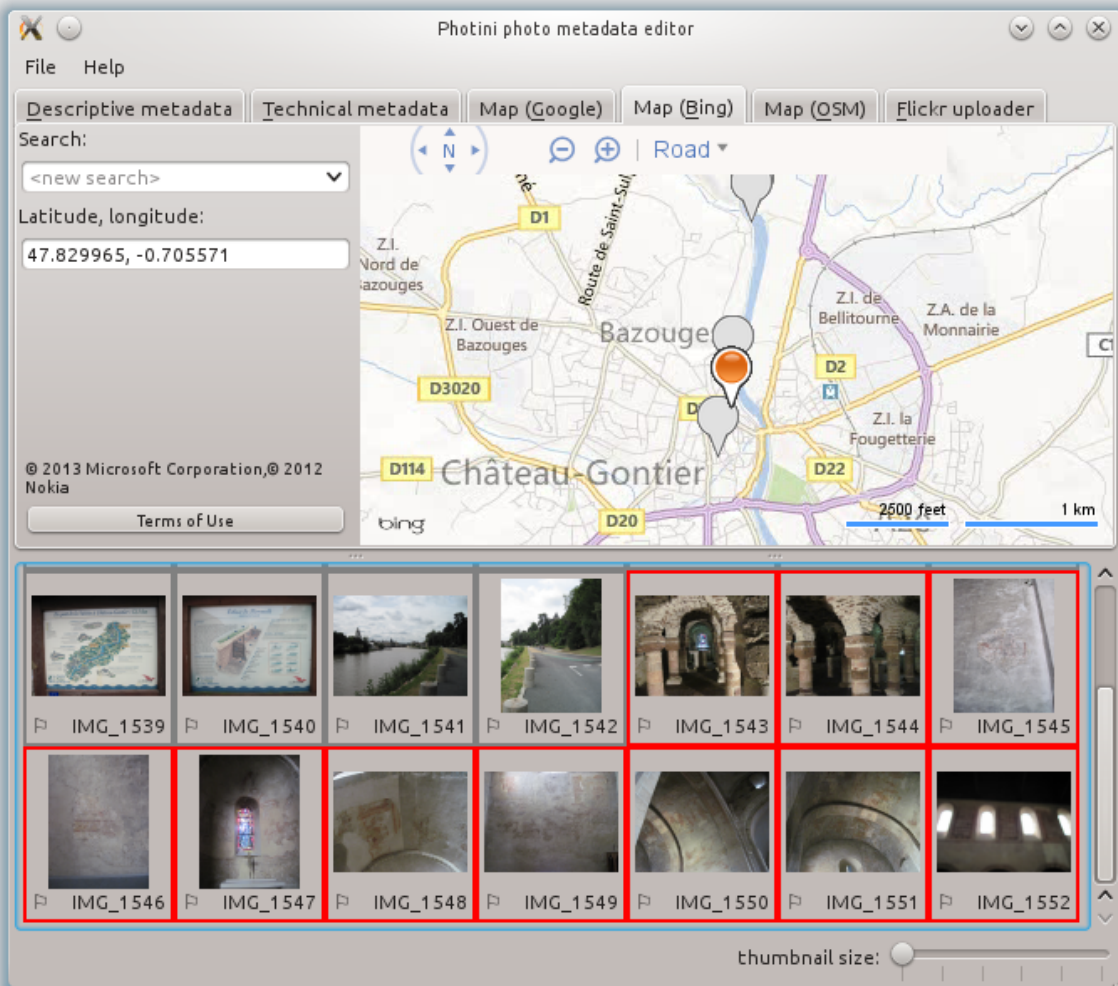 Photini photo metadata editor
File Help
Descriptive metadata Technical metadata Map (Google) Map (Bing) Map (OSM) Flickr uploader
Search:
<new search>
Latitude, longitude:
47.829965, -0.705571
© 2013 Microsoft Corporation,© 2012
Nokia
Terms of Use
N Road
D1
Route de Saint-Sul
Z.I.
Nord de
Bazouges
Z.I. Ouest de
Bazouges
Bazouge
Z.I. de
Bellitourne
Z.A. de la
Monnairie
D2
D3020
Z.I. la
Fougetterie
D114
Château-Gontier
D22
D20
bing
2500 feet
1 km
IMG_1539 IMG_1540 IMG_1541 IMG_1542 IMG_1543 IMG_1544 IMG_1545
IMG_1546 IMG_1547 IMG_1548 IMG_1549 IMG_1550 IMG_1551 IMG_1552
thumbnail size: